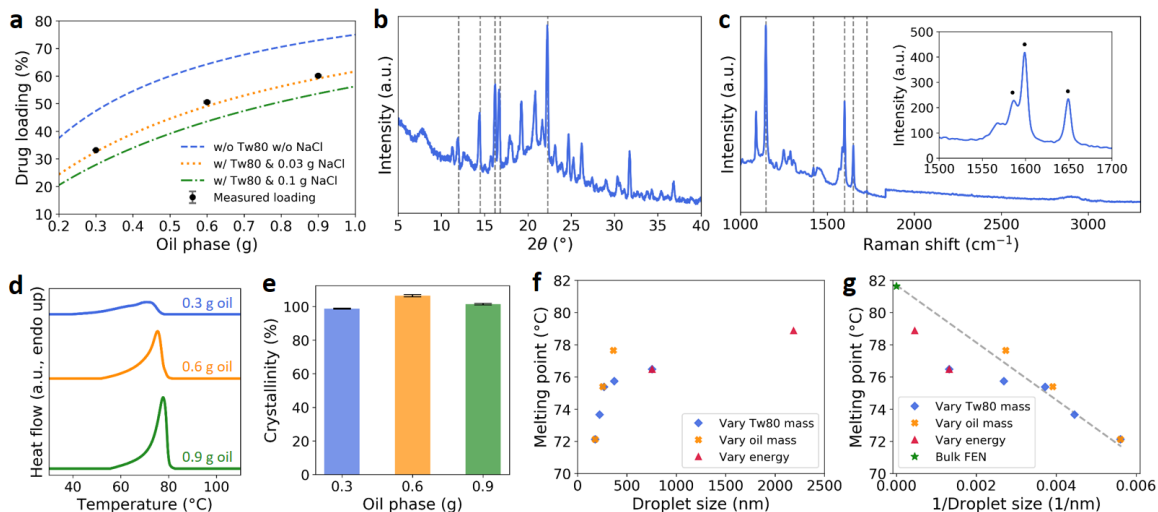 a
Drug loading (%)
80
70
60
50
40
30
20
10
0.2 0.3 0.4 0.5 0.6 0.7 0.8 0.9 1.0
Oil phase (g)
w/o Tw80 w/o NaCl
w/ Tw80 & 0.03 g NaCl
w/ Tw80 & 0.1 g NaCl
Measured loading
b
Intensity (a.u.)
5 10 15 20 25 30 35 40
2θ (°)
c
Intensity (a.u.)
1000 1500 2000 2500 3000
Raman shift (cm−1)
Intensity (a.u.)
500
400
300
200
100
0
1500 1550 1600 1650 1700
d
Heat flow (a.u., endo up)
0.3 g oil
0.6 g oil
0.9 g oil
40 60 80 100
Temperature (°C)
e
Crystallinity (%)
100
80
60
40
20
0
0.3 0.6 0.9
Oil phase (g)
f
Melting point (°C)
82
80
78
76
74
72
70
0 500 1000 1500 2000 2500
Droplet size (nm)
Vary Tw80 mass
Vary oil mass
Vary energy
g
Melting point (°C)
82
80
78
76
74
72
70
0.000 0.002 0.004 0.006
1/Droplet size (1/nm)
Vary Tw80 mass
Vary oil mass
Vary energy
Bulk FEN